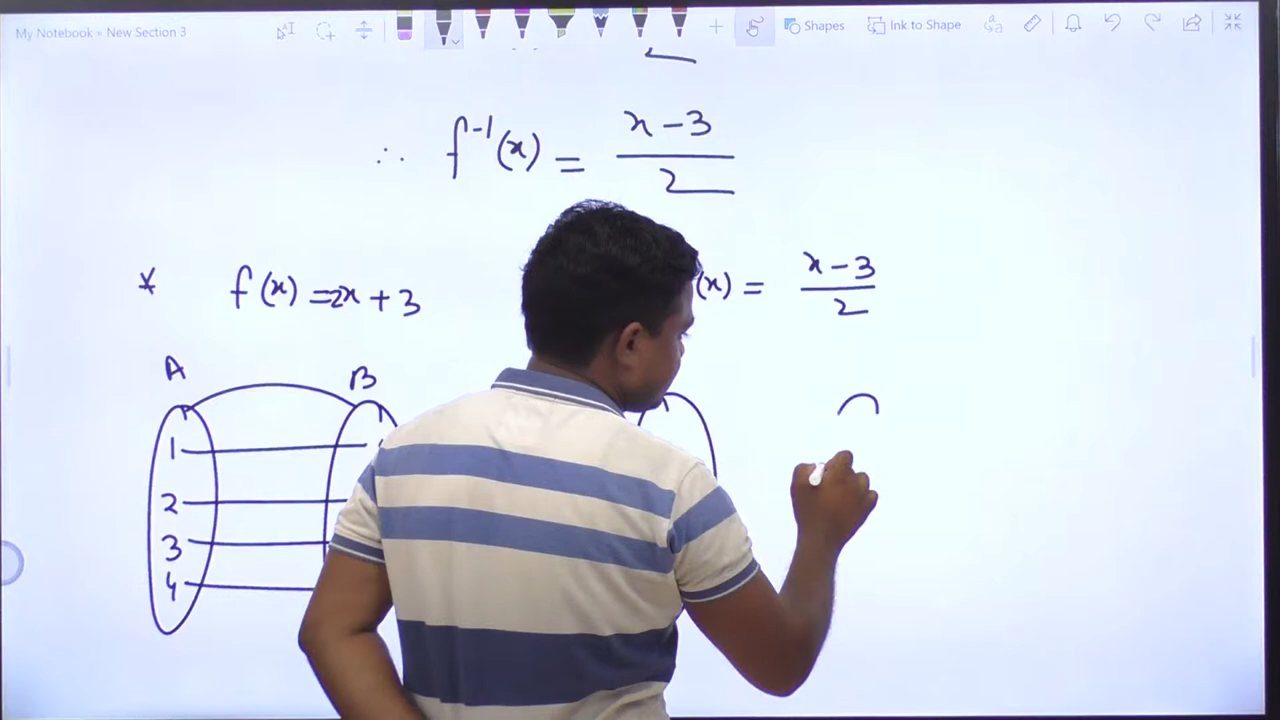 My Notebook » New Section 3
Shapes
Ink to Shape
∴ f⁻¹(x) = x-3 / 2
* f(x) = 2x + 3
(x) = x-3 / 2
A B
1
2
3
4